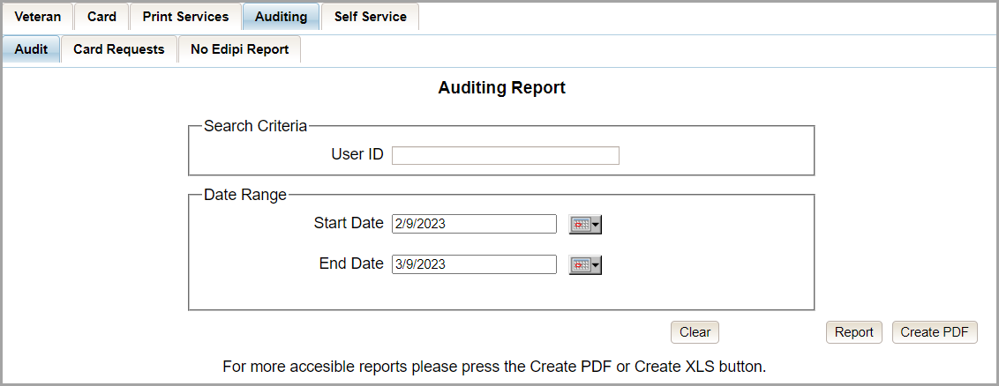 Veteran Card Print Services Auditing Self Service
Audit Card Requests No Edipi Report
Auditing Report
Search Criteria
User ID
Date Range
Start Date 2/9/2023
End Date 3/9/2023
Clear Report Create PDF
For more accesible reports please press the Create PDF or Create XLS button.